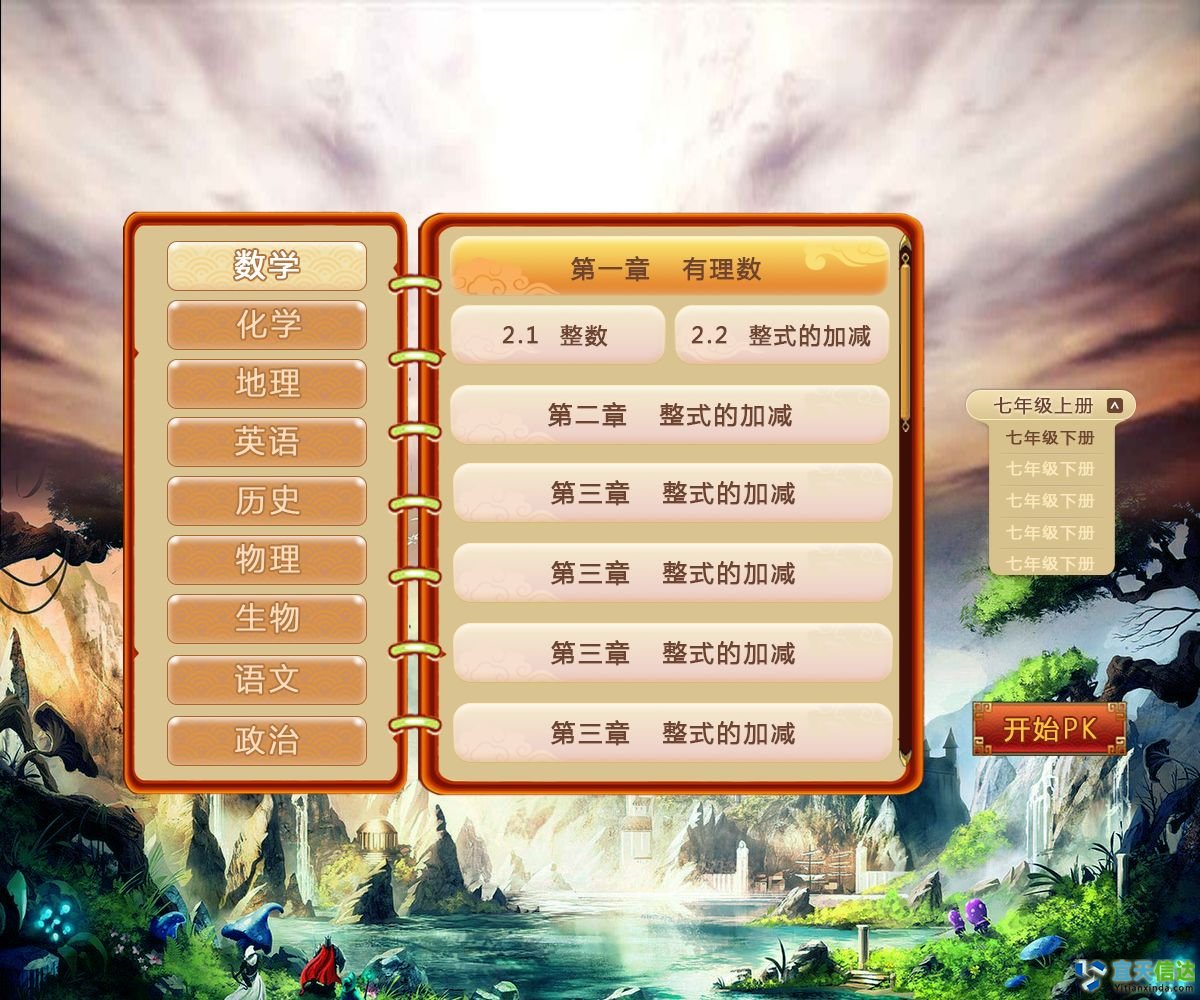 数学
化学
地理
英语
历史
物理
生物
语文
政治
第一章 有理数
2.1 整数
2.2 整式的加减
第二章 整式的加减
第三章 整式的加减
第三章 整式的加减
第三章 整式的加减
第三章 整式的加减
七年级上册
七年级下册
七年级下册
七年级下册
七年级下册
七年级下册
开始PK
宜天信达
Yitianxinda.com